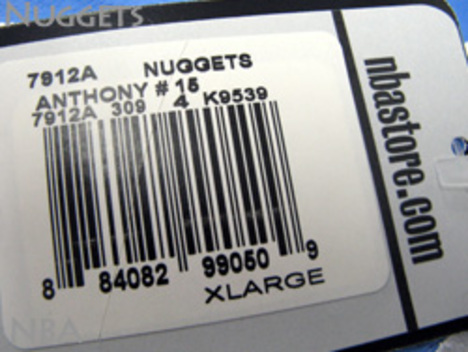 NUGGETS
7912A NUGGETS
ANTHONY # 15
7912A 309 4 K9539
8 84082 99050 9
XLARGE
nbastore.com
NBA